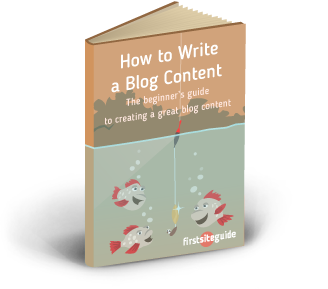 How to Write
a Blog Content
The beginner's guide
to creating a great blog content
firstsiteguide